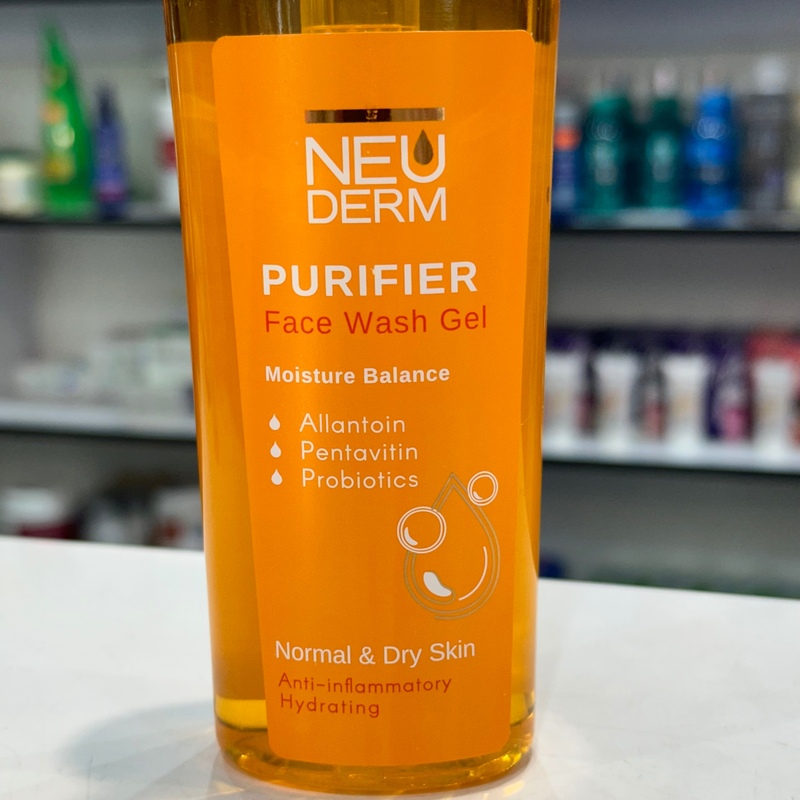 NEU
DERM
PURIFIER
Face Wash Gel
Moisture Balance
Allantoin
Pentavitin
Probiotics
Normal & Dry Skin
Anti-inflammatory
Hydrating